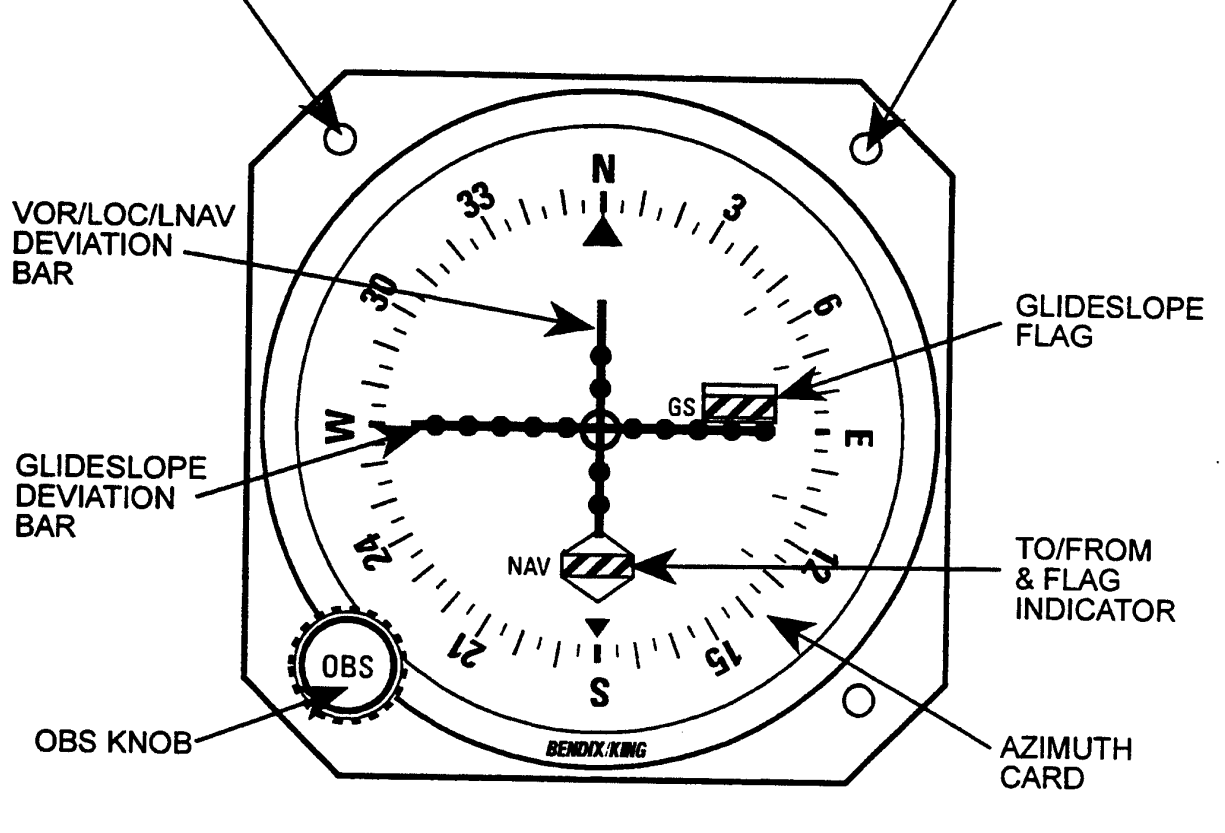 VOR/LOC/LNAV
DEVIATION
BAR
N
33
3
30
6
GLIDESLOPE
FLAG
GS
W
E
GLIDESLOPE
DEVIATION
BAR
24
NAV
12
TO/FROM
& FLAG
INDICATOR
21
15
OBS
S
OBS KNOB
BENDIX/KING
AZIMUTH
CARD